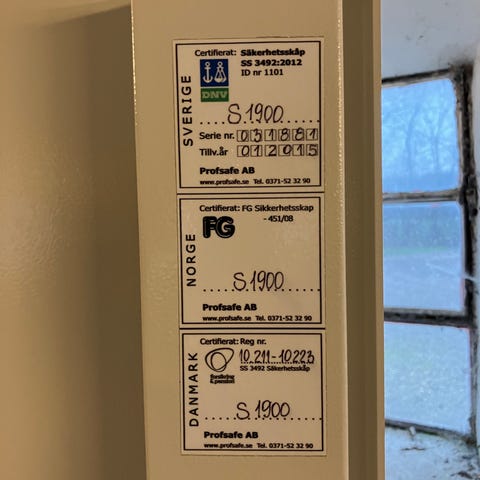 SVERIGE
Certifierat: Säkerhetsskåp
SS 3492:2012
ID nr 1101
DNV
S.1900
Serie nr. 031881
Tillv.år 012015
Profsafe AB
www.profsafe.se Tel. 0371-52 32 90
NORGE
Certifierat: FG Sikkerhetsskap
- 451/08
FG
S.1900
Profsafe AB
www.profsafe.se Tel. 0371-52 32 90
DANMARK
Certifierat: Reg nr.
10.211-10.223
SS 3492 Säkerhetsskåp
forsikring
& pension
S.1900
Profsafe AB
www.profsafe.se Tel. 0371-52 32 90